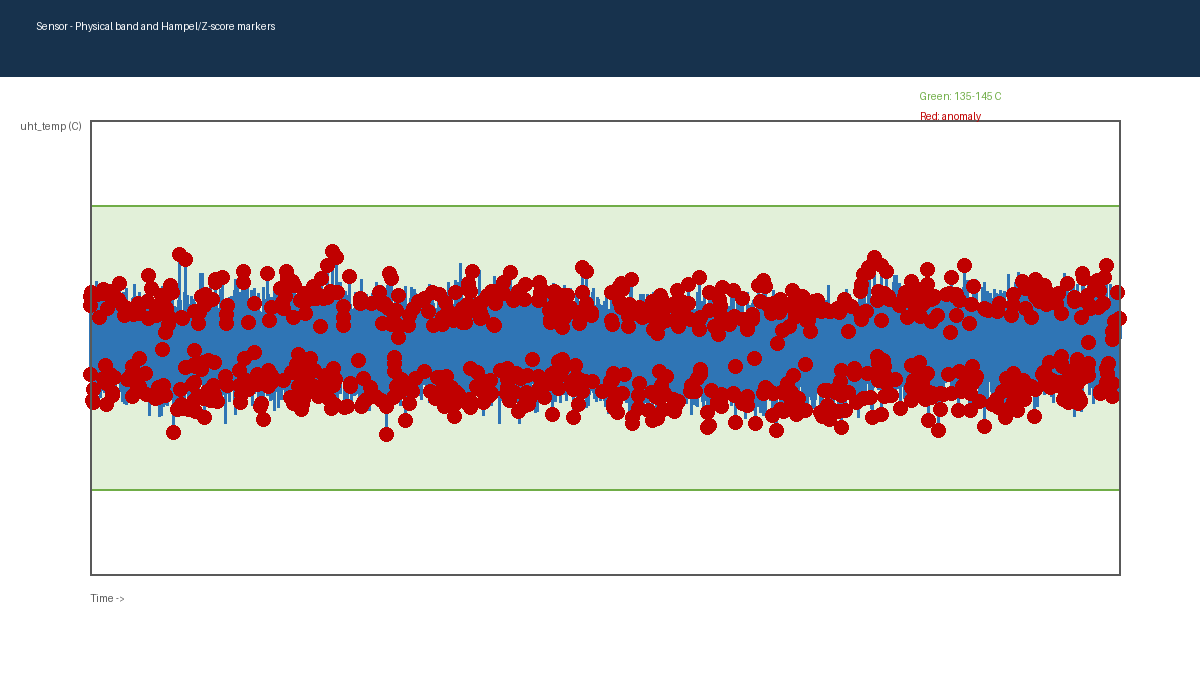 Sensor - Physical band and Hampel/Z-score markers
Green: 135-145 C
Red: anomaly
uht_temp (C)
Time ->